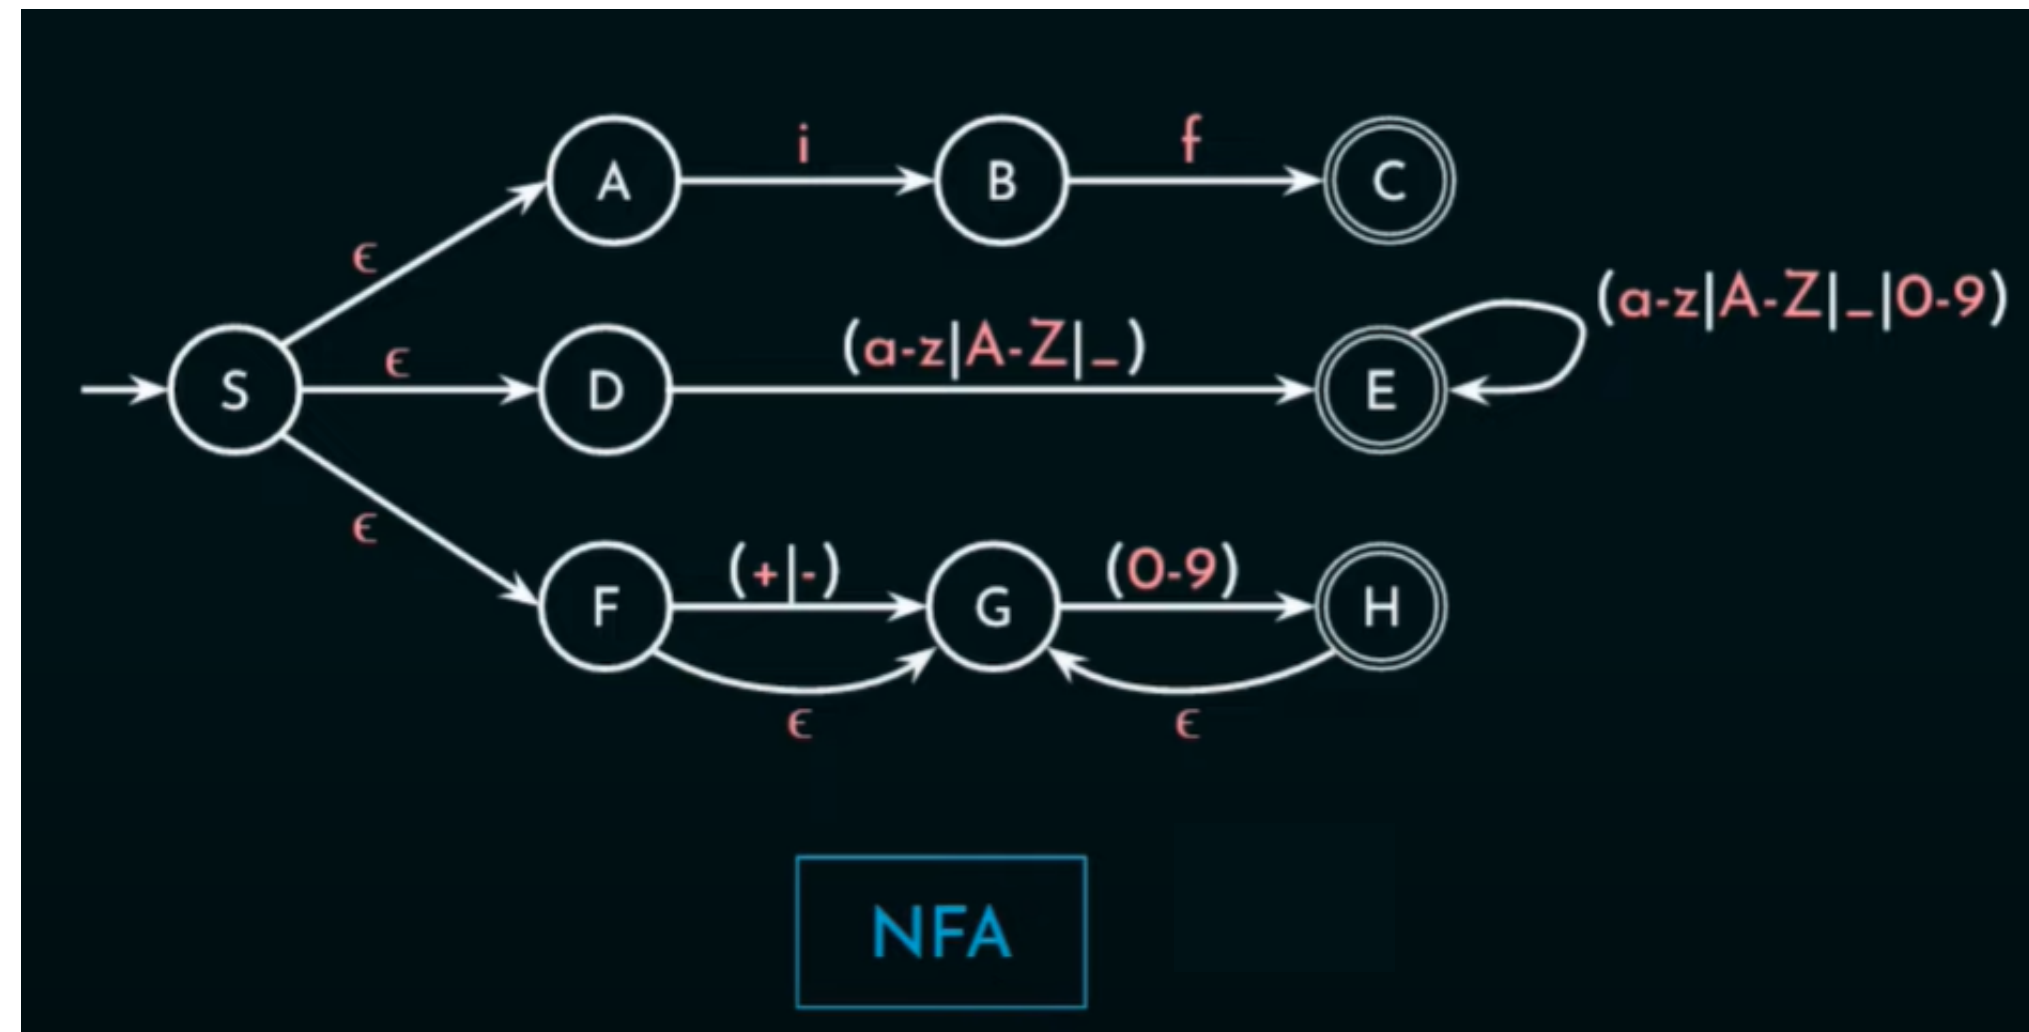 A
i
B
f
C
ϵ
(a-z|A-Z|_|0-9)
S
ϵ
D
(a-z|A-Z|_)
E
ϵ
F
(+|-)
G
(0-9)
H
ϵ
ϵ
NFA